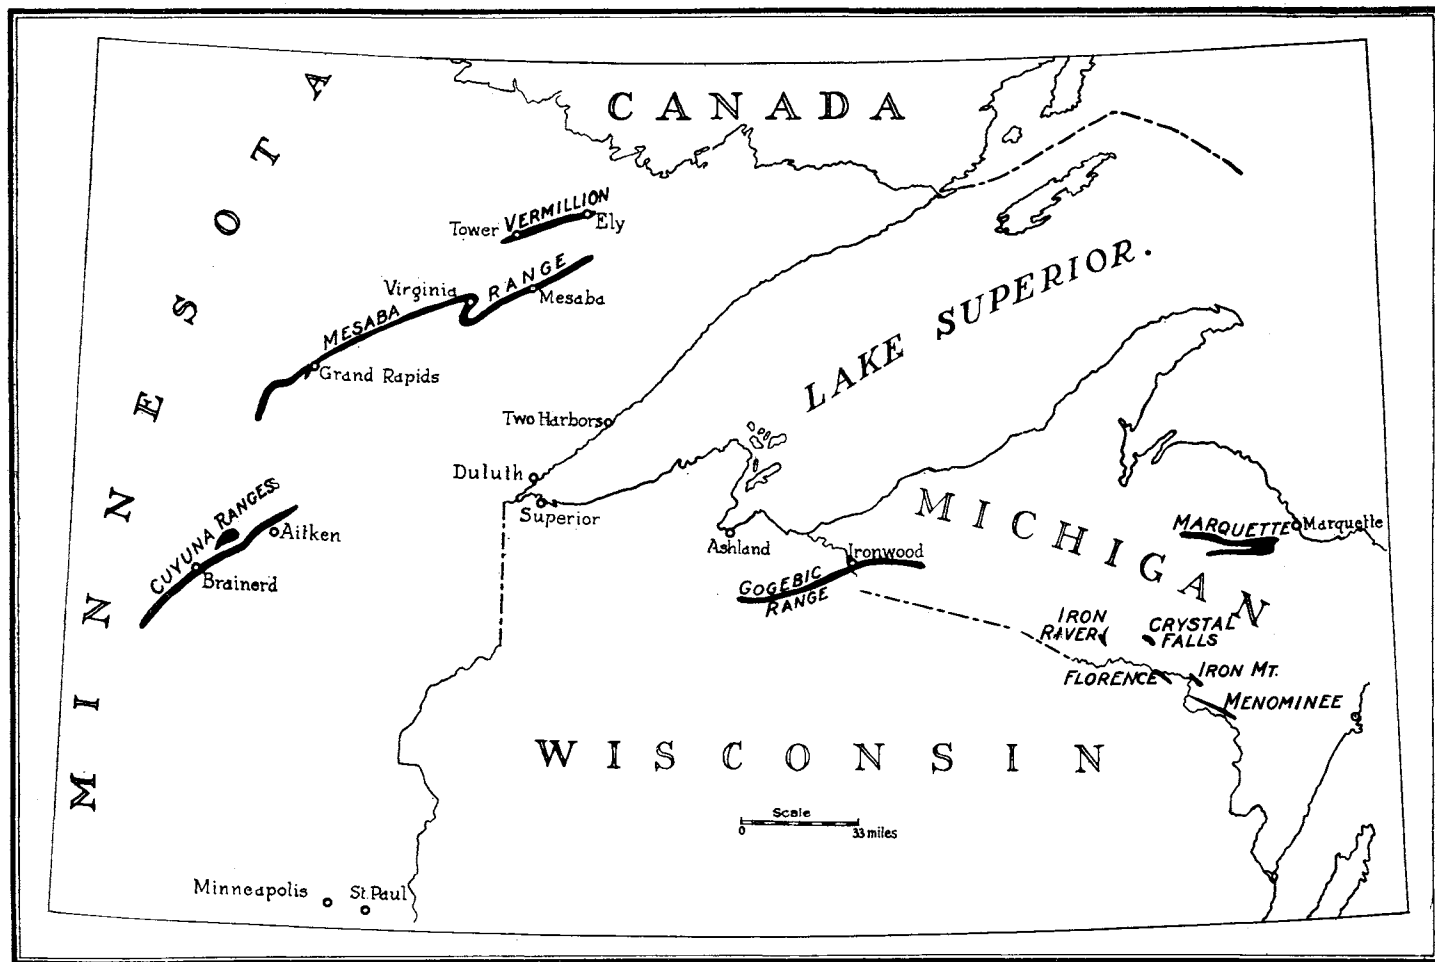 CANADA
MINNESOTA
VERMILLION
Tower
Ely
Virginia
MESABA RANGE
Mesaba
Grand Rapids
LAKE SUPERIOR.
Two Harbors
Duluth
Superior
CUYUNA RANGES
Aitken
Brainerd
Ashland
Ironwood
GOGEBIC
RANGE
MICHIGAN
MARQUETTE
Marquette
IRON
RIVER
CRYSTAL
FALLS
FLORENCE
IRON MT.
MENOMINEE
WISCONSIN
Scale
0 33 miles
Minneapolis
St. Paul